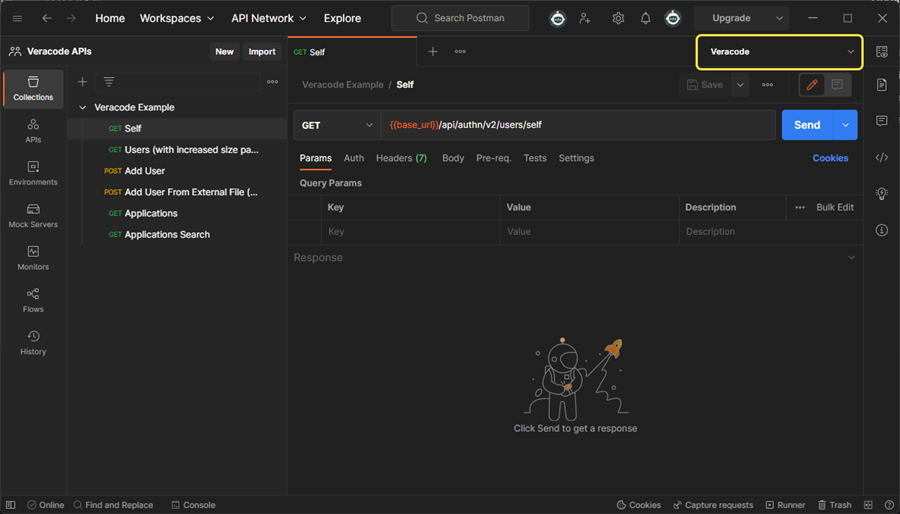 Home Workspaces API Network Explore Search Postman Upgrade
Veracode APIs New Import GET Self Veracode
Collections
APIs
Environments
Mock Servers
Monitors
Flows
History
Veracode Example
GET Self
GET Users (with increased size pa...
POST Add User
POST Add User From External File (...
GET Applications
GET Applications Search
Veracode Example / Self Save
GET {{base_url}}/api/authn/v2/users/self Send
Params Auth Headers (7) Body Pre-req. Tests Settings Cookies
Query Params
Key Value Description Bulk Edit
Key Value Description
Response
Click Send to get a response
Online Find and Replace Console Cookies Capture requests Runner Trash